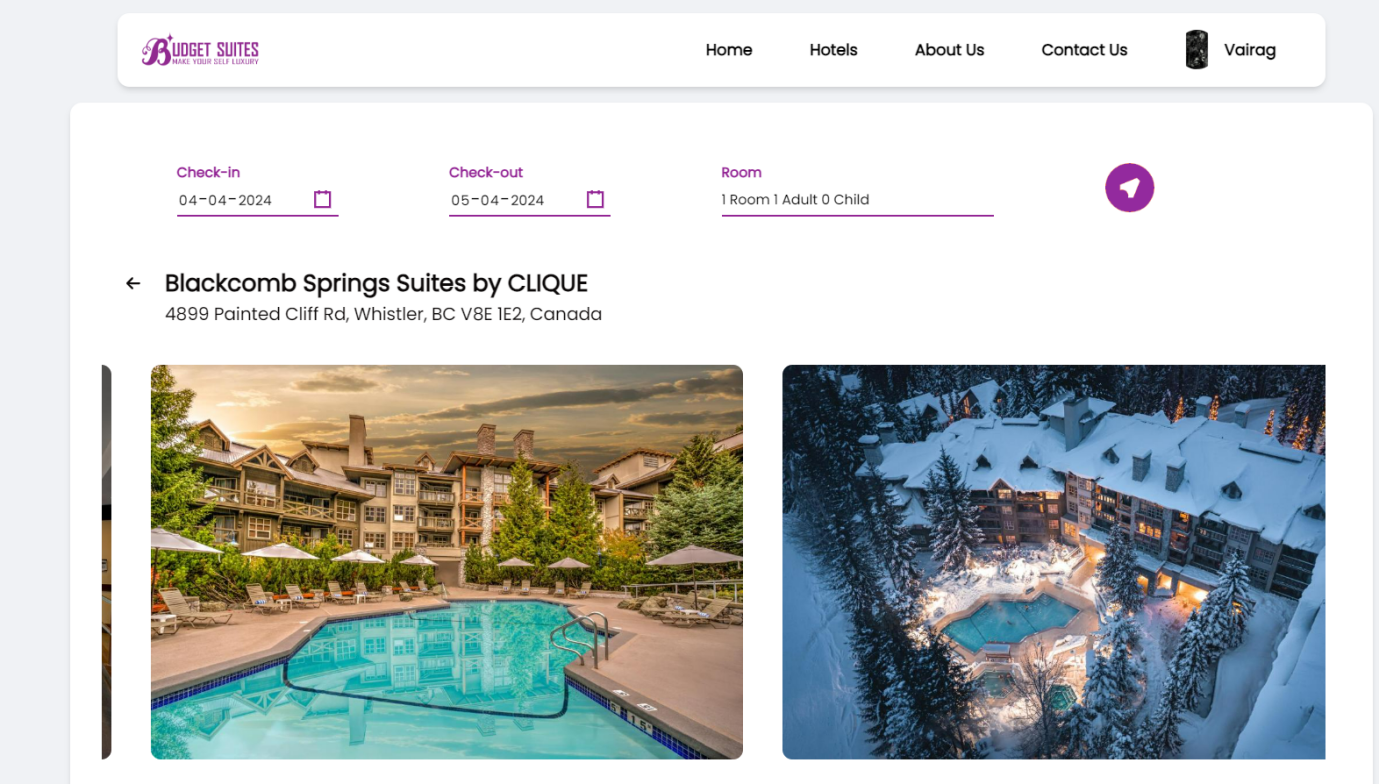 BUDGET SUITES
MAKE YOUR SELF LUXURY
Home Hotels About Us Contact Us Vairag
Check-in Check-out Room
04-04-2024 05-04-2024 1 Room 1 Adult 0 Child
Blackcomb Springs Suites by CLIQUE
4899 Painted Cliff Rd, Whistler, BC V8E 1E2, Canada